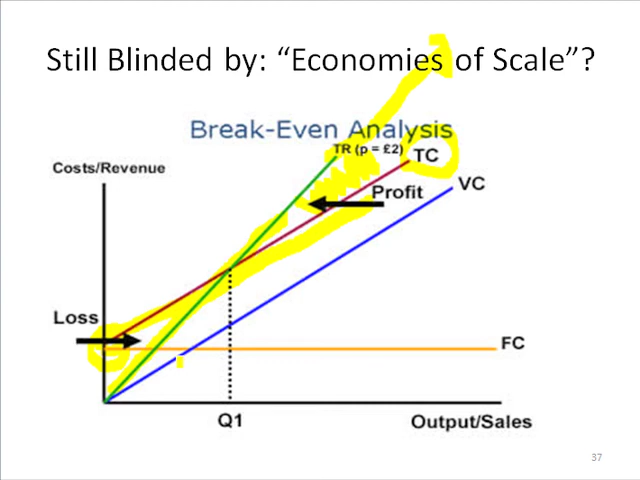 Still Blinded by: “Economies of Scale”?
Break-Even Analysis
Costs/Revenue
TR (p = £2)
TC
VC
Profit
Loss
FC
Q1
Output/Sales
37